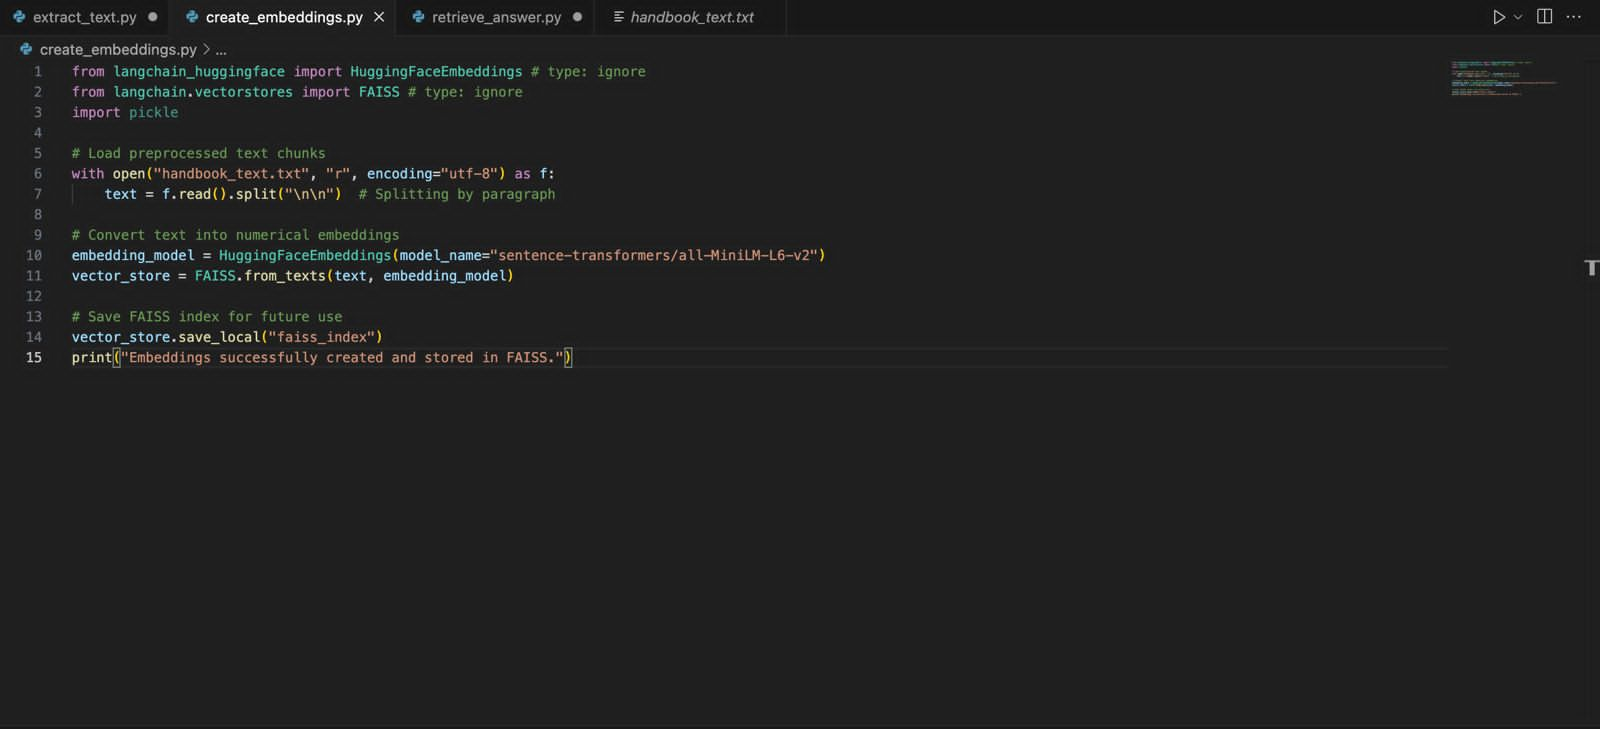 extract_text.py
create_embeddings.py
retrieve_answer.py
handbook_text.txt
create_embeddings.py > ...
1 from langchain_huggingface import HuggingFaceEmbeddings # type: ignore
2 from langchain.vectorstores import FAISS # type: ignore
3 import pickle
4
5 # Load preprocessed text chunks
6 with open("handbook_text.txt", "r", encoding="utf-8") as f:
7     text = f.read().split("\n\n")  # Splitting by paragraph
8
9 # Convert text into numerical embeddings
10 embedding_model = HuggingFaceEmbeddings(model_name="sentence-transformers/all-MiniLM-L6-v2")
11 vector_store = FAISS.from_texts(text, embedding_model)
12
13 # Save FAISS index for future use
14 vector_store.save_local("faiss_index")
15 print("Embeddings successfully created and stored in FAISS.")